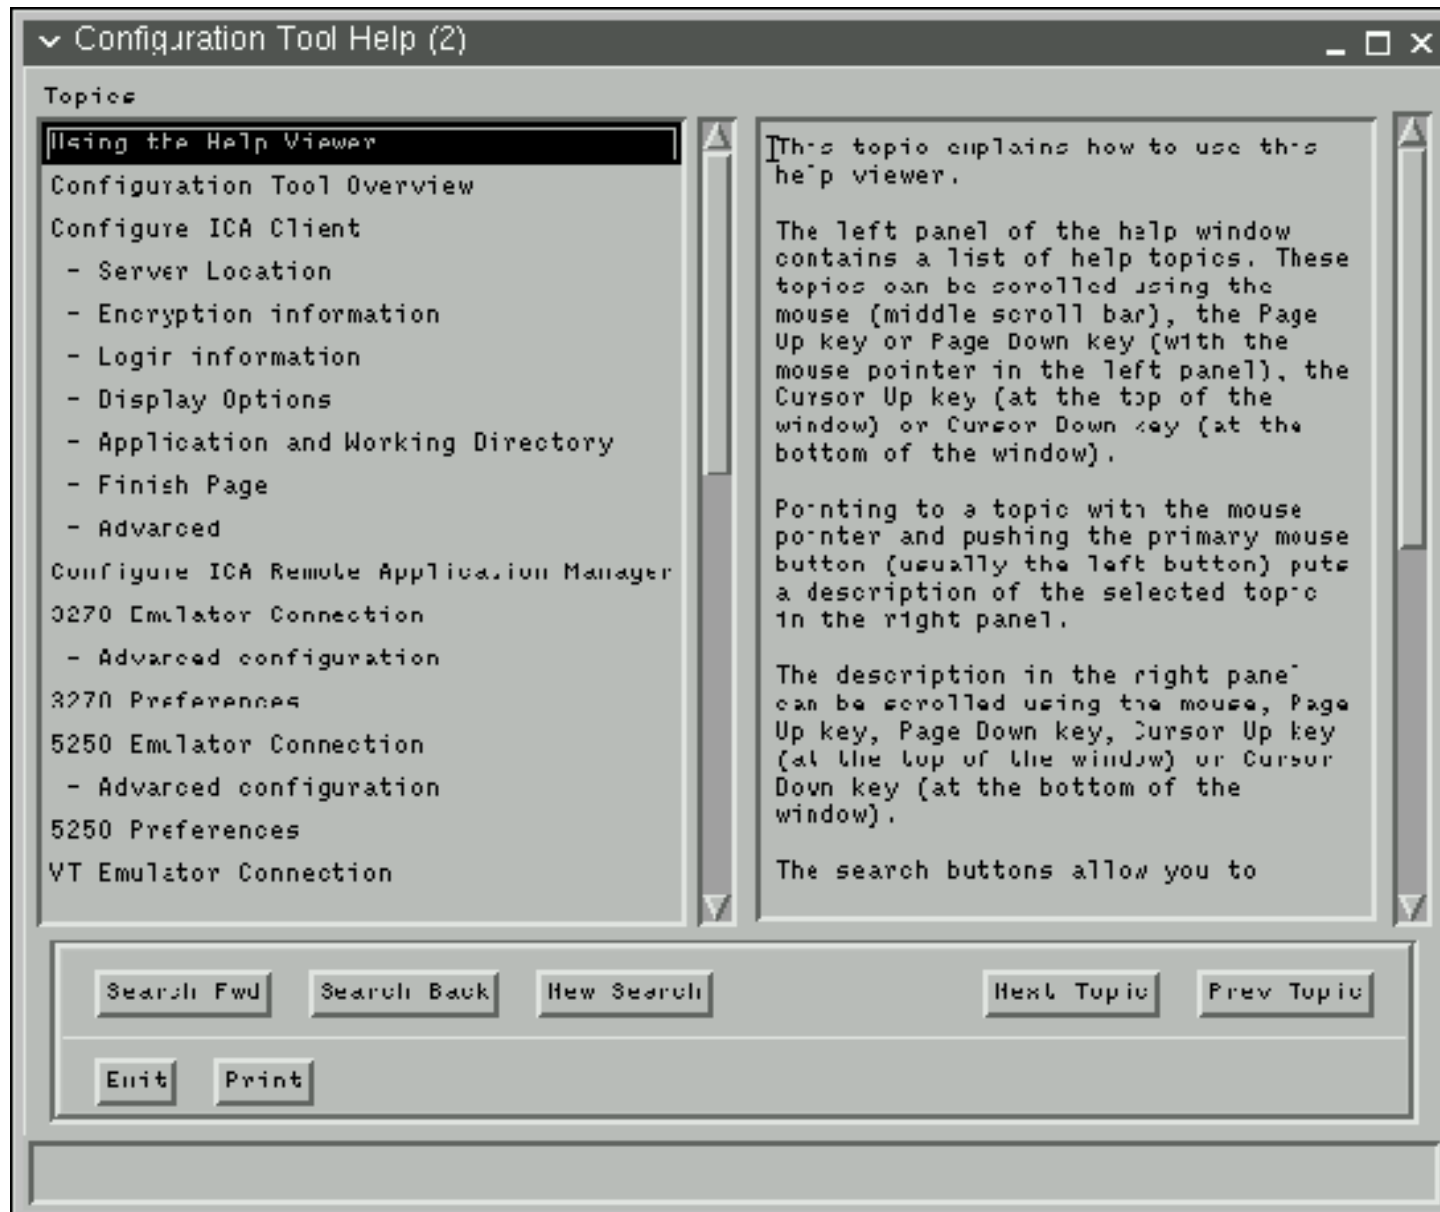 Configuration Tool Help (2)
Topics
Using the Help Viewer
Configuration Tool Overview
Configure ICA Client
- Server Location
- Encryption information
- Login information
- Display Options
- Application and Working Directory
- Finish Page
- Advanced
Configure ICA Remote Application Manager
3270 Emulator Connection
- Advanced configuration
3270 Preferences
5250 Emulator Connection
- Advanced configuration
5250 Preferences
VT Emulator Connection
This topic explains how to use this
help viewer.
The left panel of the help window
contains a list of help topics. These
topics can be scrolled using the
mouse (middle scroll bar), the Page
Up key or Page Down key (with the
mouse pointer in the left panel), the
Cursor Up key (at the top of the
window) or Cursor Down key (at the
bottom of the window).
Pointing to a topic with the mouse
pointer and pushing the primary mouse
button (usually the left button) puts
a description of the selected topic
in the right panel.
The description in the right panel
can be scrolled using the mouse, Page
Up key, Page Down key, Cursor Up key
(at the top of the window) or Cursor
Down key (at the bottom of the
window).
The search buttons allow you to
Search Fwd
Search Back
New Search
Next Topic
Prev Topic
Exit
Print